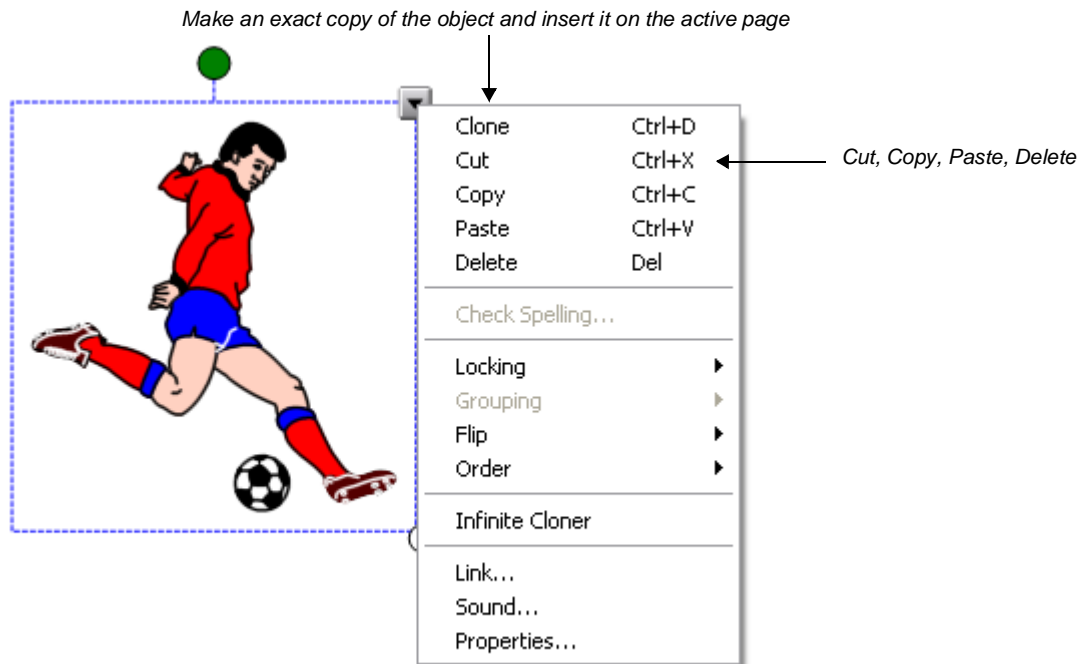 Make an exact copy of the object and insert it on the active page
Clone Ctrl+D
Cut Ctrl+X
Cut, Copy, Paste, Delete
Copy Ctrl+C
Paste Ctrl+V
Delete Del
Check Spelling...
Locking
Grouping
Flip
Order
Infinite Cloner
Link...
Sound...
Properties...